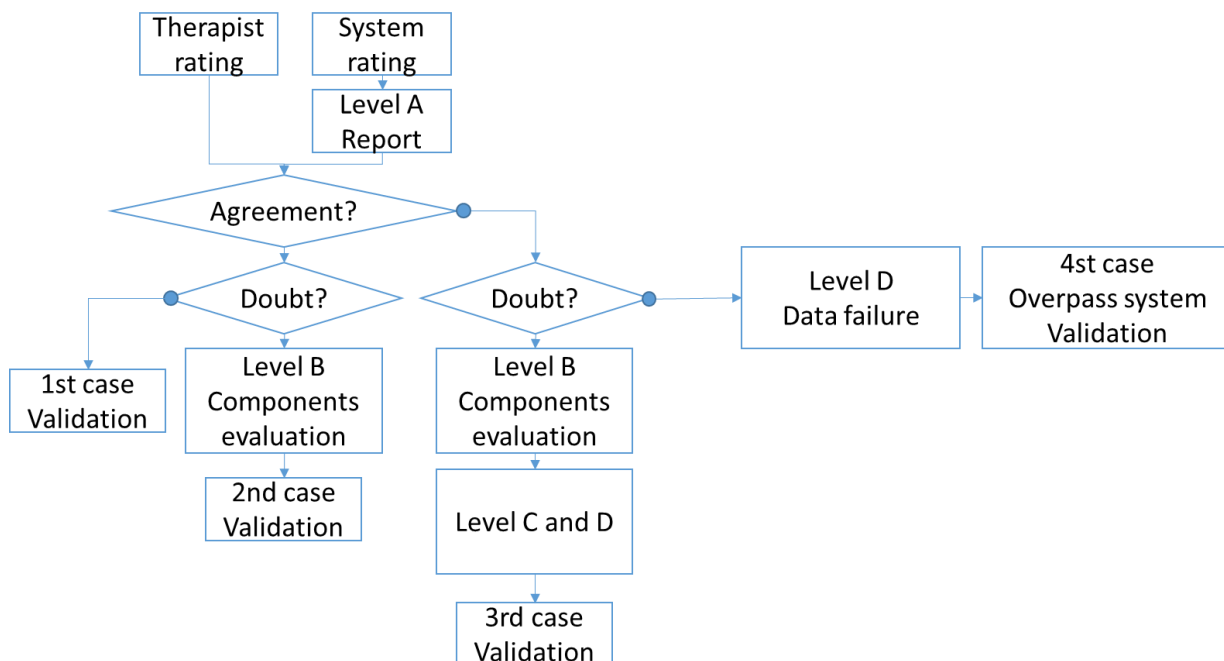 Therapist
rating
System
rating
Level A
Report
Agreement?
Doubt?
Doubt?
Level D
Data failure
4st case
Overpass system
Validation
1st case
Validation
Level B
Components
evaluation
Level B
Components
evaluation
2nd case
Validation
Level C and D
3rd case
Validation